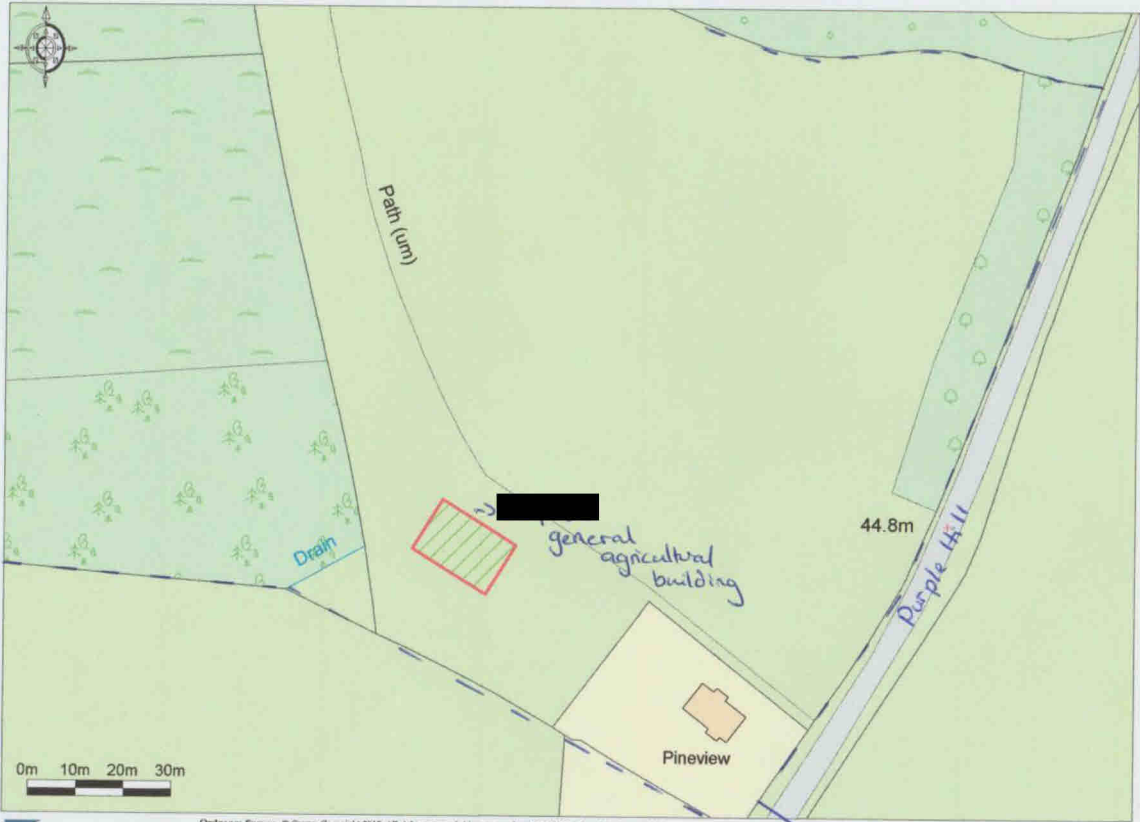 Path (um)
general
agricultural
building
44.8m
Drain
Purple Hill
Pineview
0m 10m 20m 30m